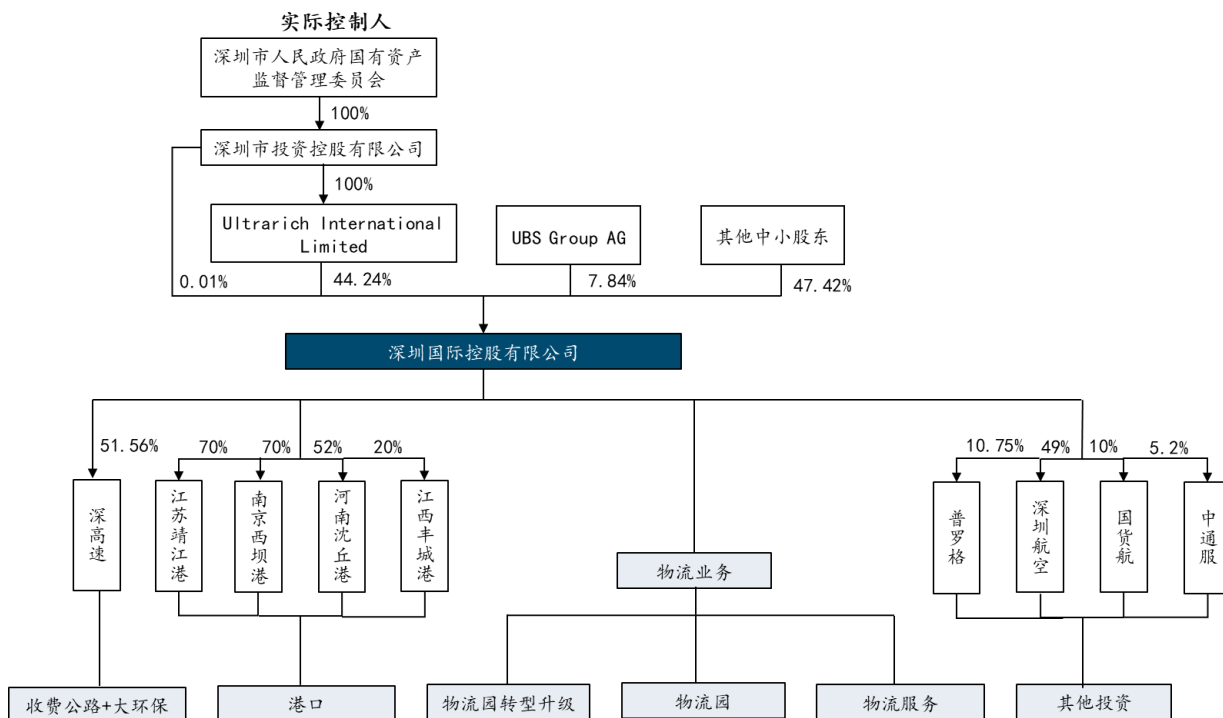 实际控制人
深圳市人民政府国有资产
监督管理委员会
100%
深圳市投资控股有限公司
100%
Ultrarich International
Limited
UBS Group AG
其他中小股东
0.01%
44.24%
7.84%
47.42%
深圳国际控股有限公司
51.56%
70%
70%
52%
20%
10.75%
49%
10%
5.2%
深高速
江苏靖江港
南京西坝港
河南沈丘港
江西丰城港
普罗格
深圳航空
国货航
中通服
物流业务
收费公路+大环保
港口
物流园转型升级
物流园
物流服务
其他投资